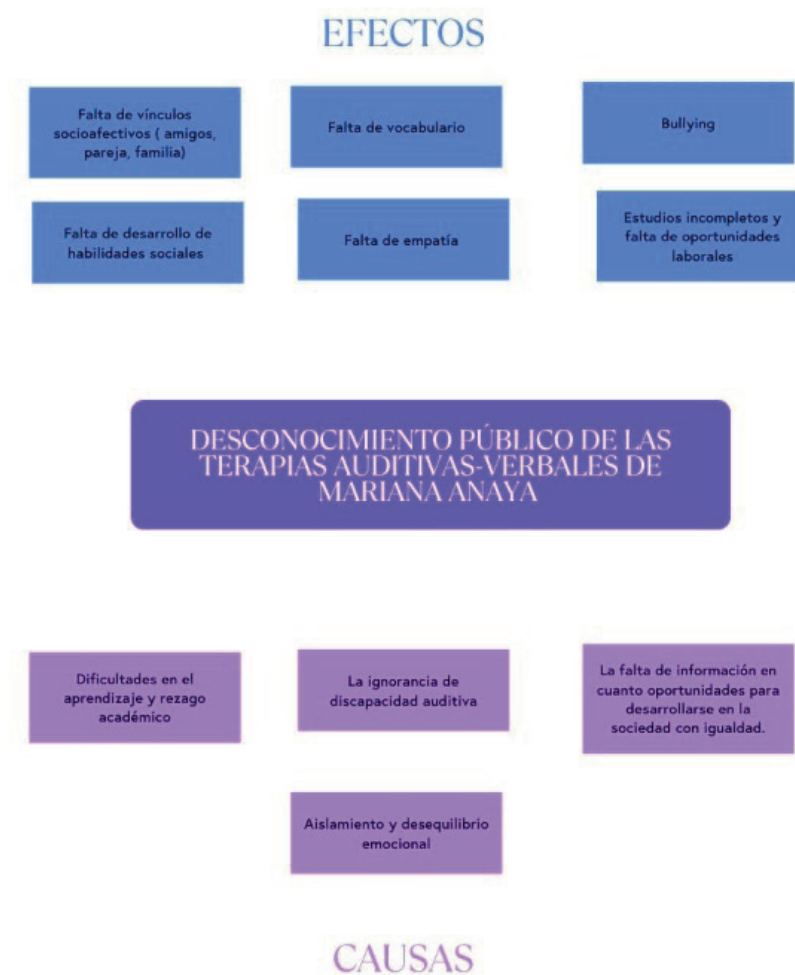 EFECTOS
Falta de vínculos
socioafectivos ( amigos,
pareja, familia)
Falta de vocabulario
Bullying
Falta de desarrollo de
habilidades sociales
Falta de empatía
Estudios incompletos y
falta de oportunidades
laborales
DESCONOCIMIENTO PÚBLICO DE LAS
TERAPIAS AUDITIVAS-VERBALES DE
MARIANA ANAYA
Dificultades en el
aprendizaje y rezago
académico
La ignorancia de
discapacidad auditiva
La falta de información en
cuanto oportunidades para
desarrollarse en la
sociedad con igualdad.
Aislamiento y desequilibrio
emocional
CAUSAS